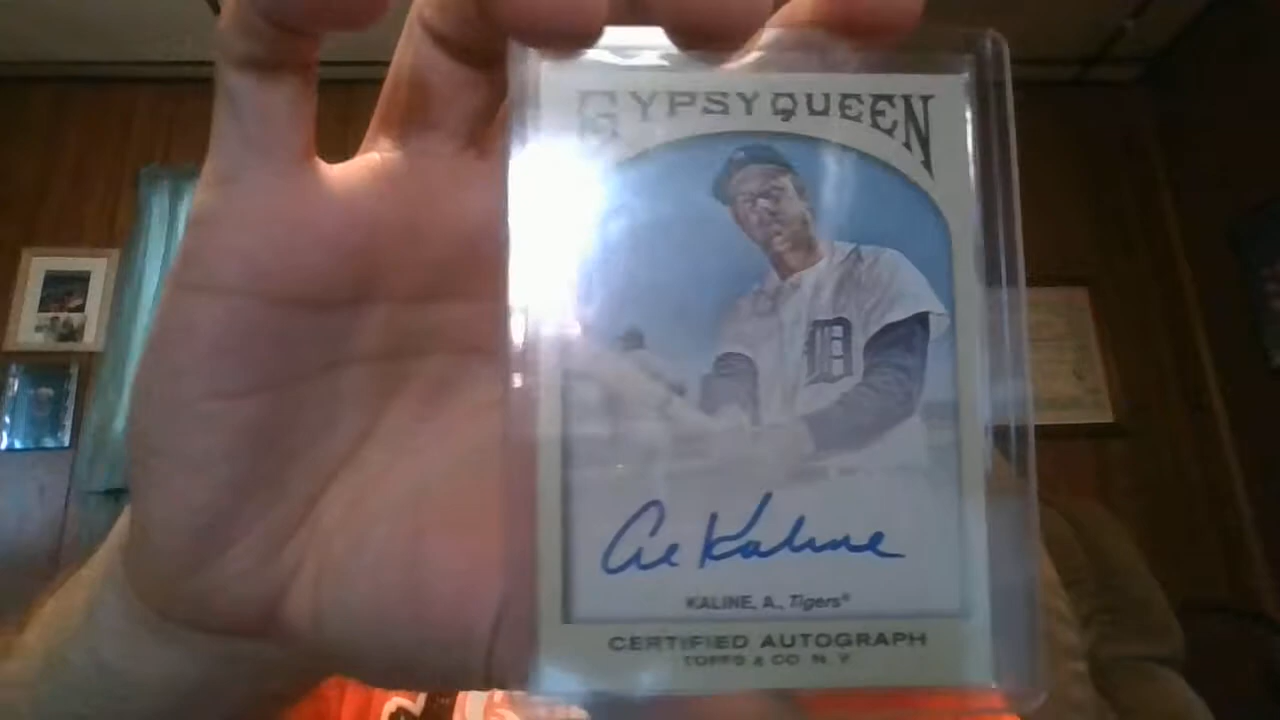 GYPSY QUEEN
D
Al Kaline
KALINE, A., Tigers®
CERTIFIED AUTOGRAPH
TOPPS & CO. N. Y.